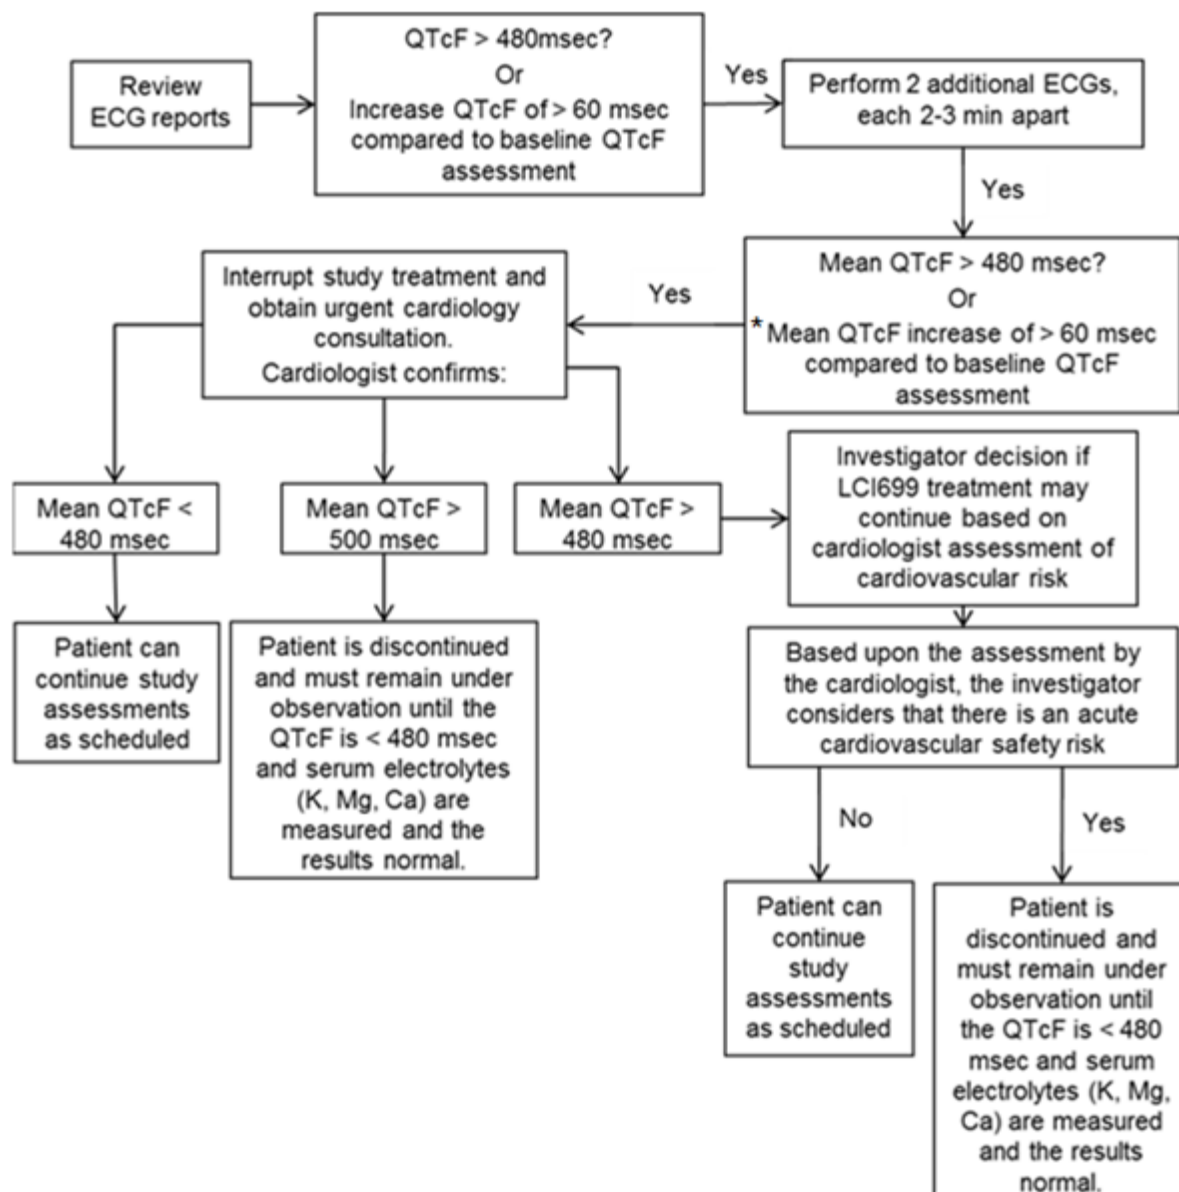 Review
ECG reports
QTcF > 480msec?
Or
Increase QTcF of > 60 msec
compared to baseline QTcF
assessment
Yes
Perform 2 additional ECGs,
each 2-3 min apart
Yes
Mean QTcF > 480 msec?
Or
*Mean QTcF increase of > 60 msec
compared to baseline QTcF
assessment
Yes
Interrupt study treatment and
obtain urgent cardiology
consultation.
Cardiologist confirms:
Mean QTcF <
480 msec
Mean QTcF >
500 msec
Mean QTcF >
480 msec
Investigator decision if
LCI699 treatment may
continue based on
cardiologist assessment of
cardiovascular risk
Patient can
continue study
assessments
as scheduled
Patient is discontinued
and must remain under
observation until the
QTcF is < 480 msec
and serum electrolytes
(K, Mg, Ca) are
measured and the
results normal.
Based upon the assessment by
the cardiologist, the investigator
considers that there is an acute
cardiovascular safety risk
No
Yes
Patient can
continue
study
assessments
as scheduled
Patient is
discontinued and
must remain under
observation until
the QTcF is < 480
msec and serum
electrolytes (K, Mg,
Ca) are measured
and the results
normal.